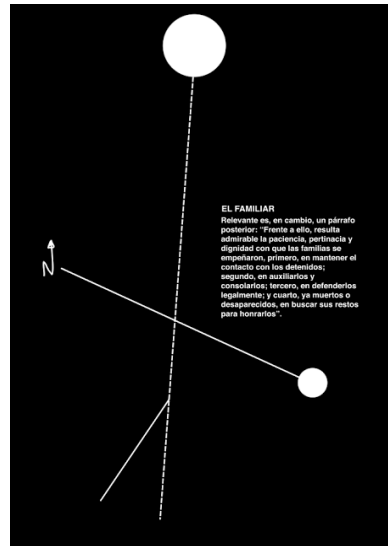 EL FAMILIAR
Relevante es, en cambio, un párrafo
posterior: “Frente a ello, resulta
admirable la paciencia, pertinacia y
dignidad con que las familias se
empeñaron, primero, en mantener el
contacto con los detenidos;
segundo, en auxiliarlos y
consolarlos; tercero, en defenderlos
legalmente; y cuarto, ya muertos o
desaparecidos, en buscar sus restos
para honrarlos”.
N